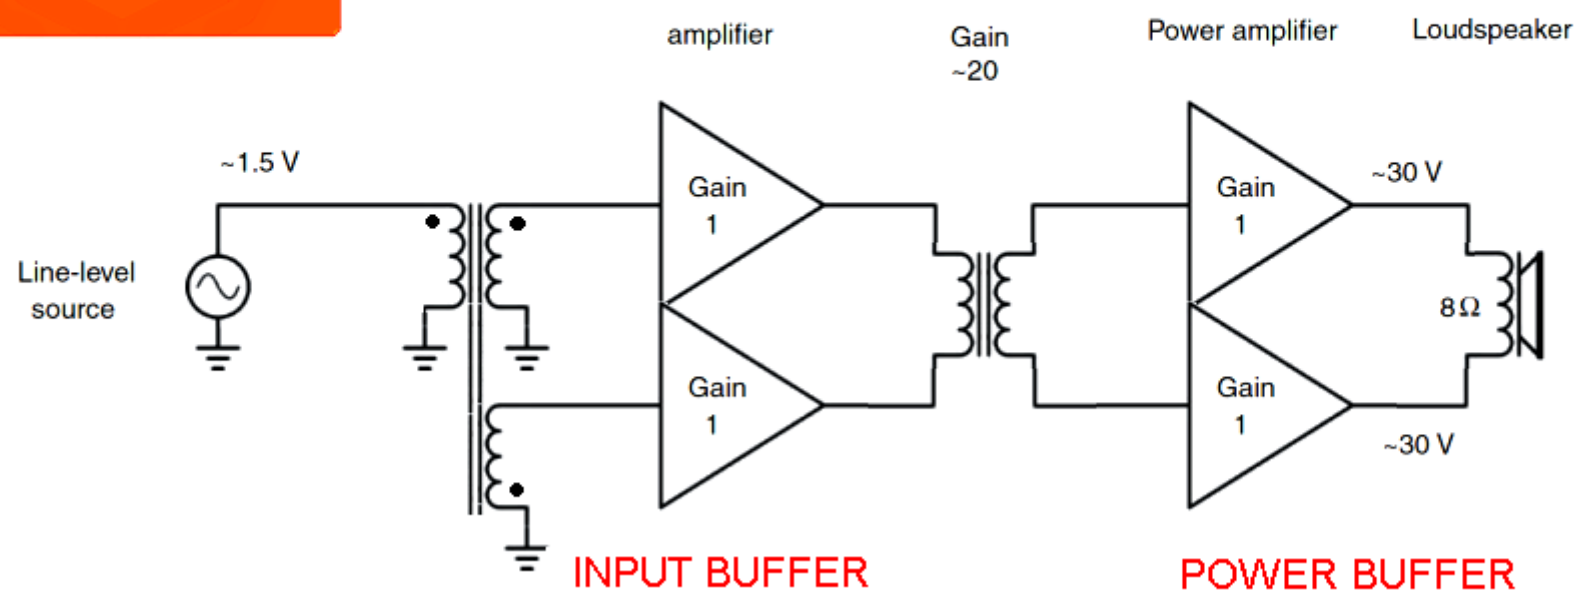 amplifier
Gain
~20
Power amplifier
Loudspeaker
~1.5 V
Line-level
source
Gain
1
Gain
1
Gain
1
Gain
1
~30 V
8Ω
~30 V
INPUT BUFFER
POWER BUFFER